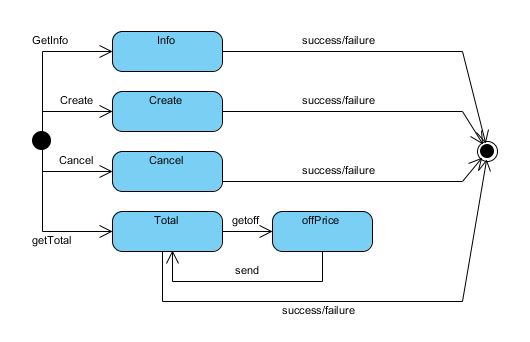 GetInfo
Info
success/failure
Create
Create
success/failure
Cancel
Cancel
success/failure
getTotal
Total
getoff
offPrice
send
success/failure